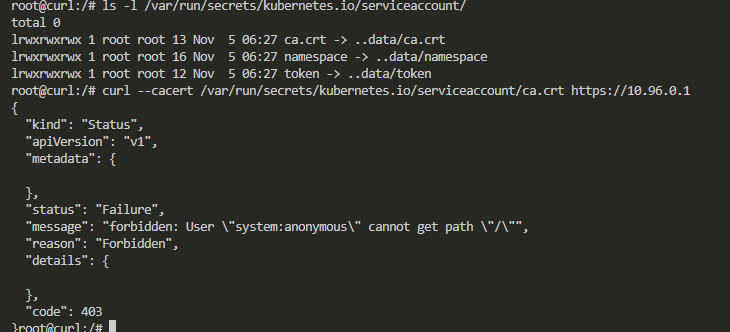 root@curl:/# ls -l /var/run/secrets/kubernetes.io/serviceaccount/
total 0
lrwxrwxrwx 1 root root 13 Nov  5 06:27 ca.crt -> ..data/ca.crt
lrwxrwxrwx 1 root root 16 Nov  5 06:27 namespace -> ..data/namespace
lrwxrwxrwx 1 root root 12 Nov  5 06:27 token -> ..data/token
root@curl:/# curl --cacert /var/run/secrets/kubernetes.io/serviceaccount/ca.crt https://10.96.0.1
{
  "kind": "Status",
  "apiVersion": "v1",
  "metadata": {

  },
  "status": "Failure",
  "message": "forbidden: User \"system:anonymous\" cannot get path \"/\"",
  "reason": "Forbidden",
  "details": {

  },
  "code": 403
}root@curl:/#